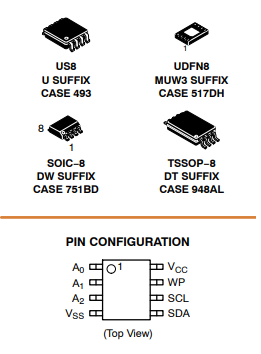 US8
U SUFFIX
CASE 493
1
UDFN8
MUW3 SUFFIX
CASE 517DH
8
1
SOIC−8
DW SUFFIX
CASE 751BD
TSSOP−8
DT SUFFIX
CASE 948AL
PIN CONFIGURATION
1
A0
A1
A2
VSS
VCC
WP
SCL
SDA
(Top View)